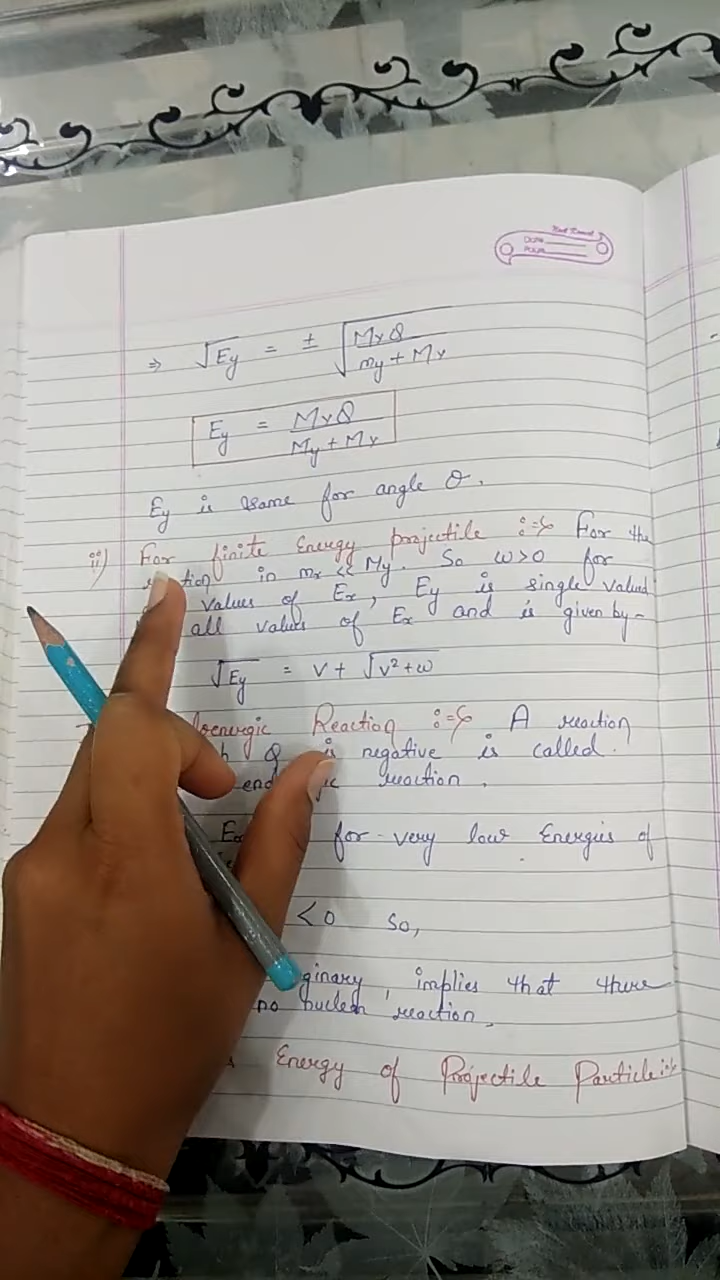 DATE
PAGE
⇒ √Ey = ± √(MyQ / my + My)
Ey = MyQ / My + My
Ey is same for angle θ.
ii) For finite Energy projectile :- For the
in mx << My. So w>0 for
values of Ex, Ey is single valued
all values of Ex and is given by-
√Ey = v + √v²+w
Reaction :- A reaction
Q is negative is called.
reaction.
for very low Energies of
<0 So,
implies that there
no nuclear reaction.
Energy of Projectile Particle:-